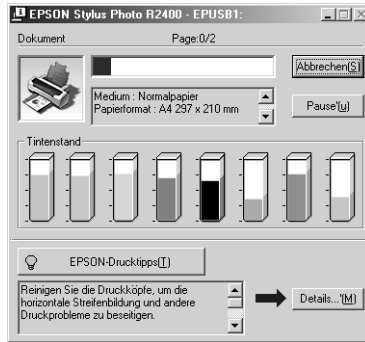 EPSON Stylus Photo R2400 - EPUSB1:
Dokument Page:0/2
Abbrechen(S)
Medium : Normalpapier
Papierformat : A4 297 x 210 mm
Pause'(u)
Tintenstand
EPSON-Drucktipps(T)
Reinigen Sie die Druckköpfe, um die
horizontale Streifenbildung und andere
Druckprobleme zu beseitigen.
Details...'(M)